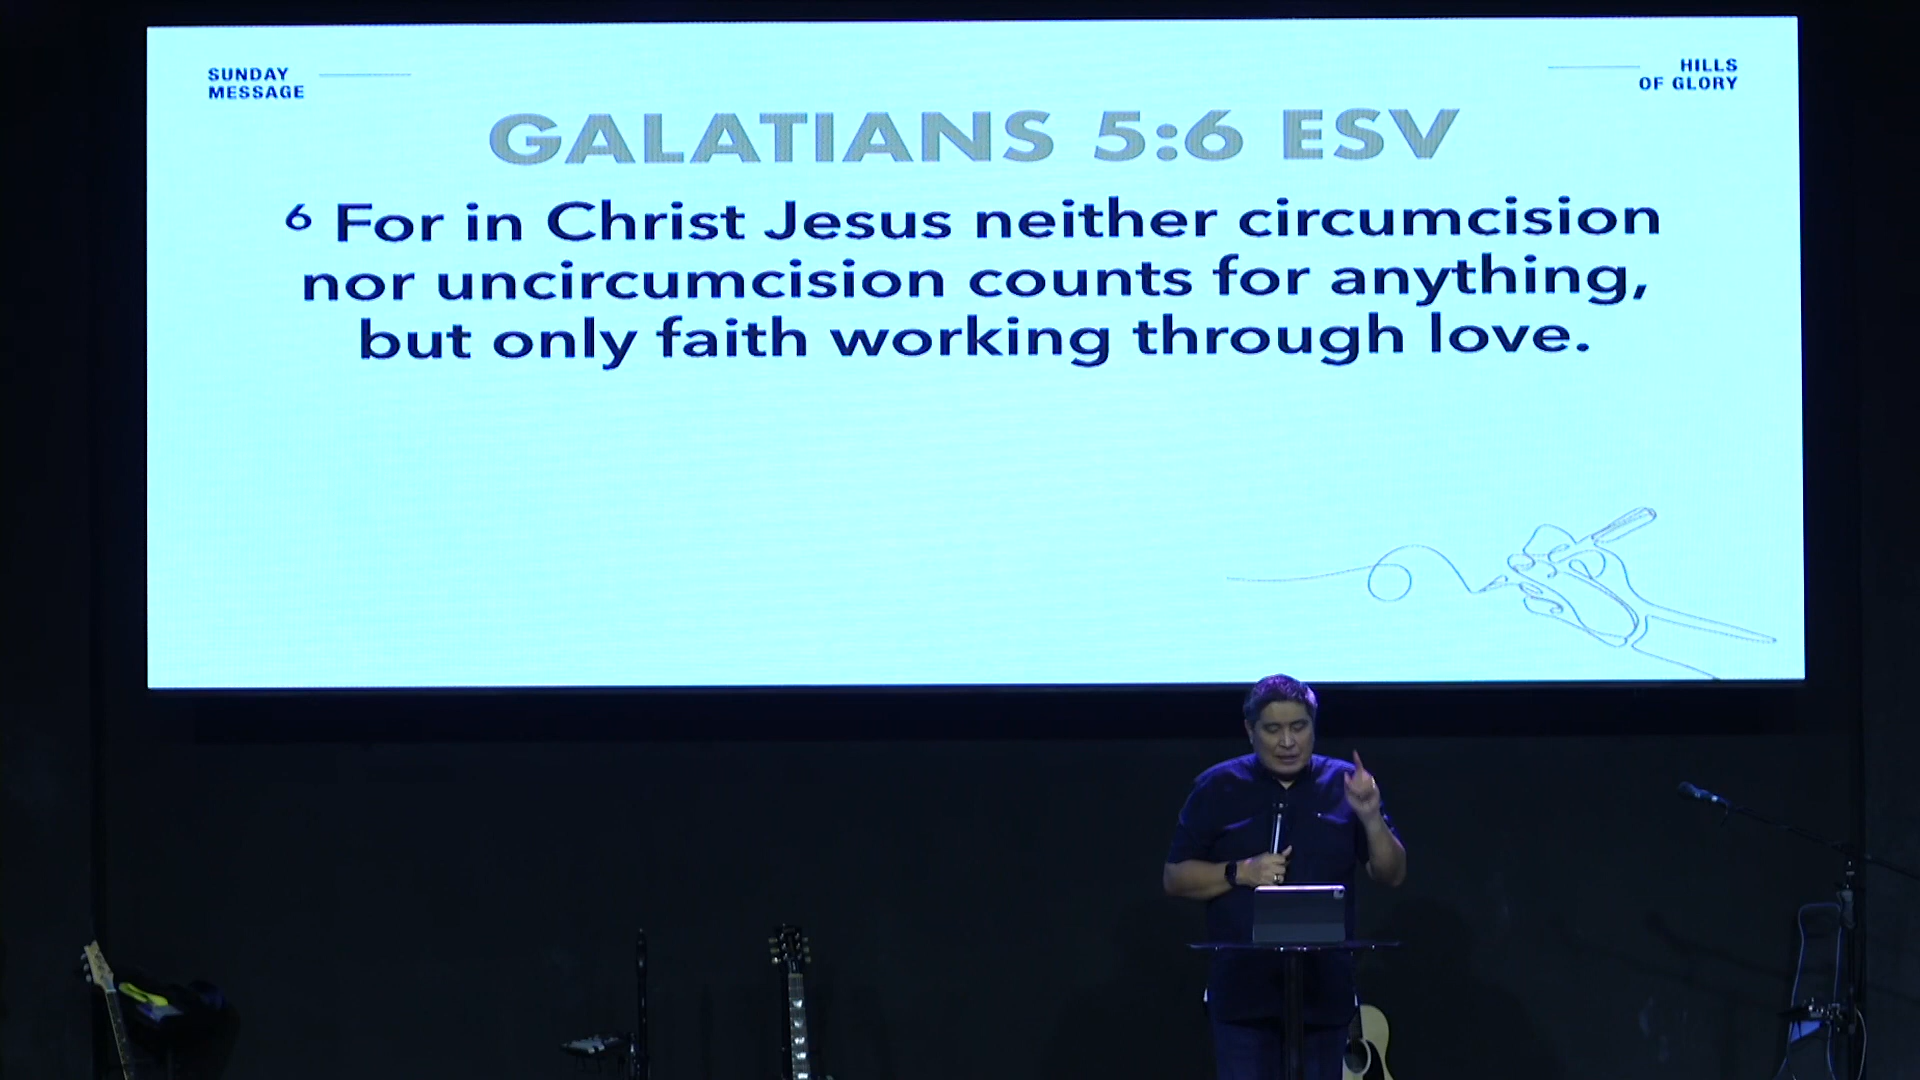 SUNDAY
MESSAGE
HILLS
OF GLORY
GALATIANS 5:6 ESV
6 For in Christ Jesus neither circumcision
nor uncircumcision counts for anything,
but only faith working through love.